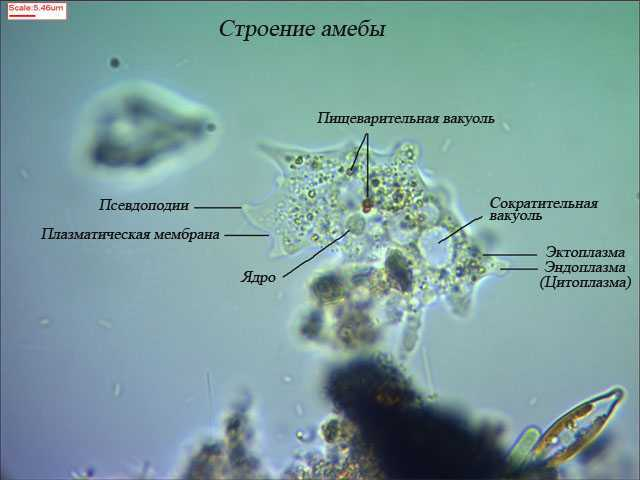 Scale:5.46um
Строение амебы
Пищеварительная вакуоль
Псевдоподии
Сократительная
вакуоль
Плазматическая мембрана
Эктоплазма
Эндоплазма
Ядро
(Цитоплазма)